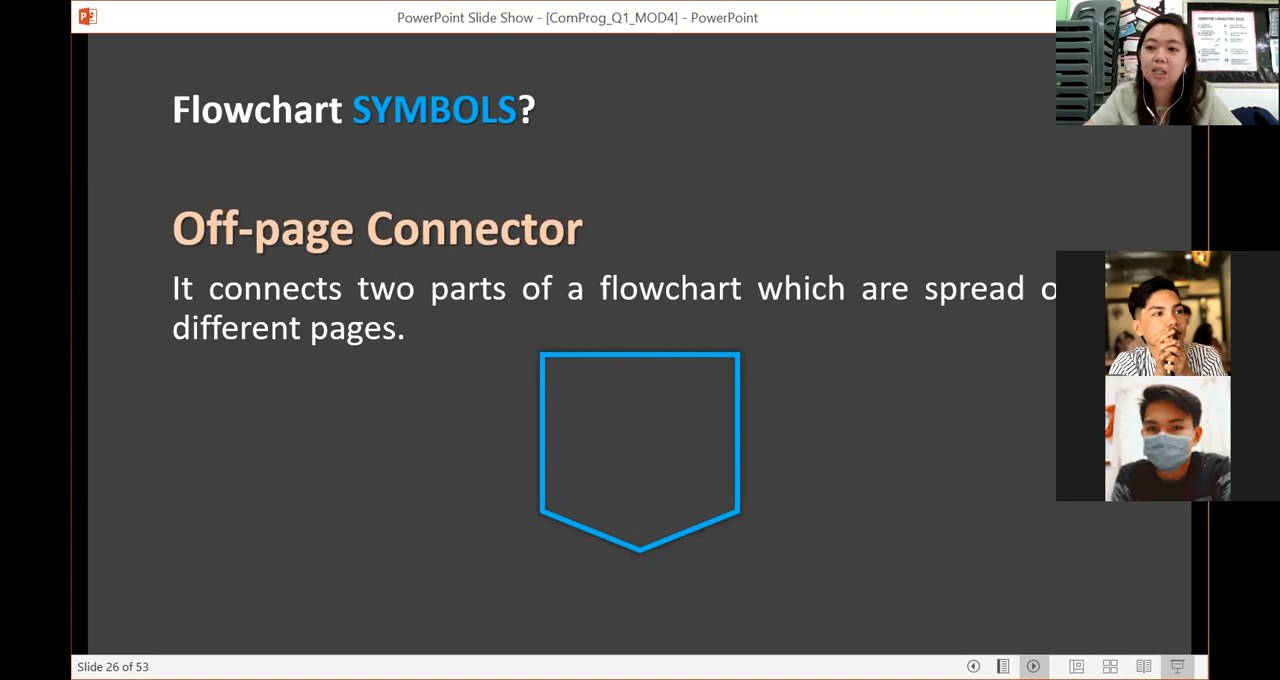 PowerPoint Slide Show - [ComProg_Q1_MOD4] - PowerPoint
Flowchart SYMBOLS?
Off-page Connector
It connects two parts of a flowchart which are spread o
different pages.
Slide 26 of 53